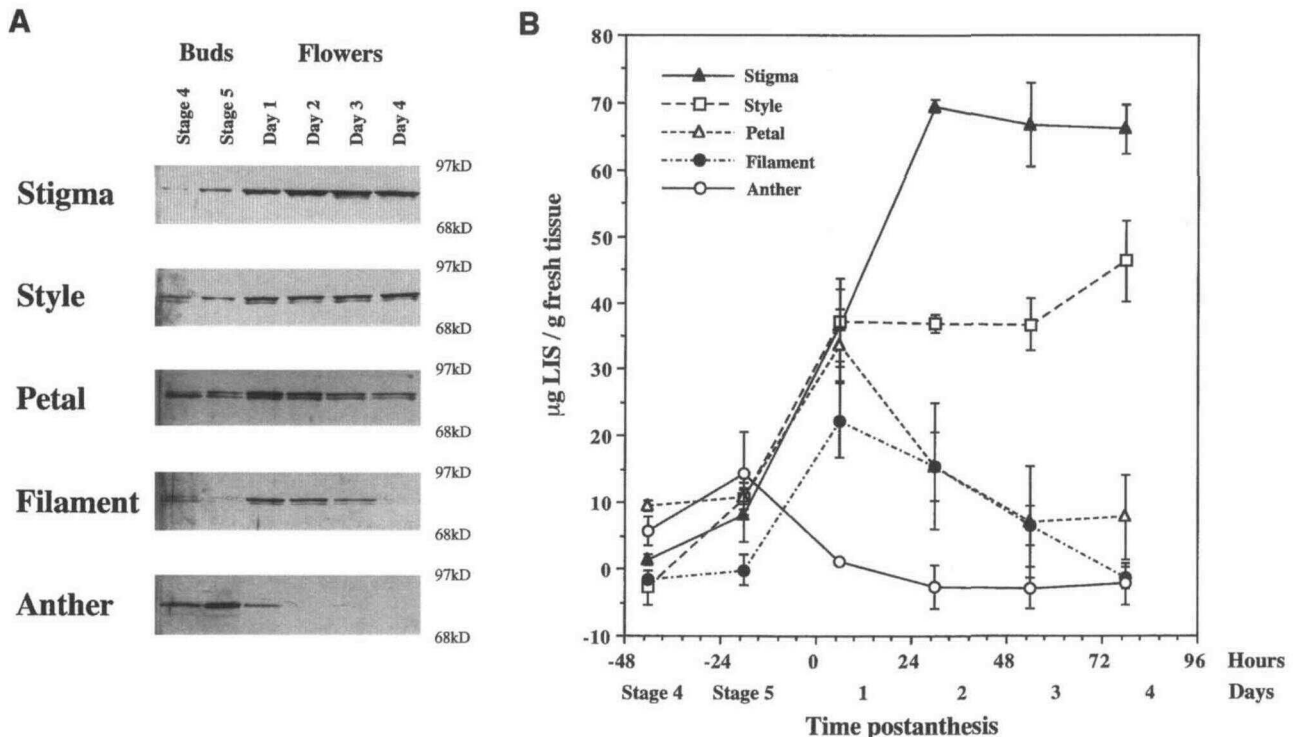 A
Buds Flowers
Stage 4 Stage 5 Day 1 Day 2 Day 3 Day 4
Stigma
97kD
68kD
Style
97kD
68kD
Petal
97kD
68kD
Filament
97kD
68kD
Anther
97kD
68kD
B
µg LIS / g fresh tissue
80
70
60
50
40
30
20
10
0
-10
Stigma
Style
Petal
Filament
Anther
-48 -24 0 24 48 72 96 Hours
Stage 4 Stage 5 1 2 3 4 Days
Time postanthesis